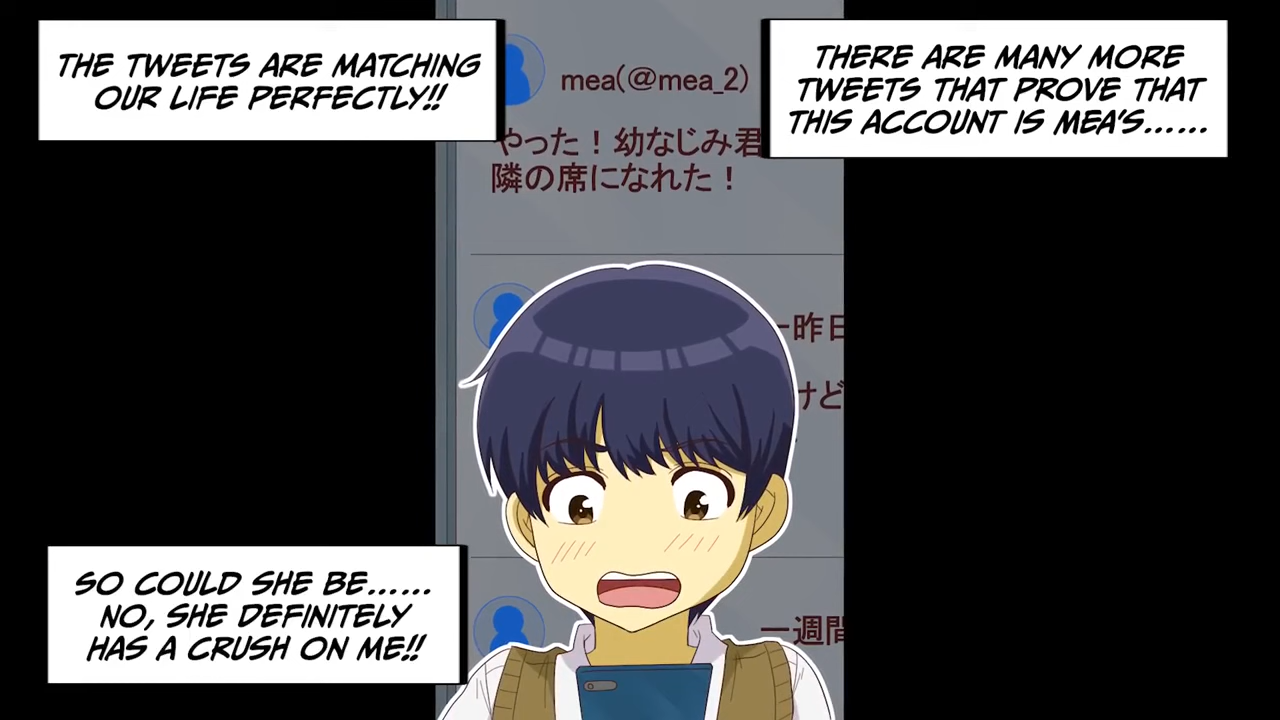 THE TWEETS ARE MATCHING
OUR LIFE PERFECTLY!!
THERE ARE MANY MORE
TWEETS THAT PROVE THAT
THIS ACCOUNT IS MEA'S......
mea(@mea_2)
やった！幼なじみ君
隣の席になれた！
一昨日
けど
一週間
SO COULD SHE BE......
NO, SHE DEFINITELY
HAS A CRUSH ON ME!!